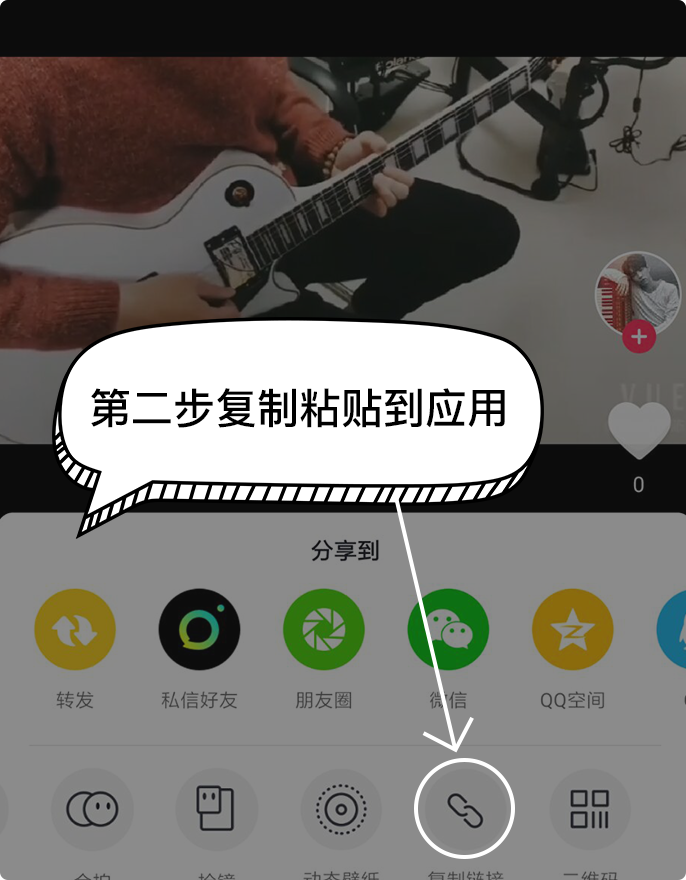 第二步复制粘贴到应用
0
分享到
转发
私信好友
朋友圈
微信
QQ空间
合拍
抢镜
动态壁纸
复制链接
二维码